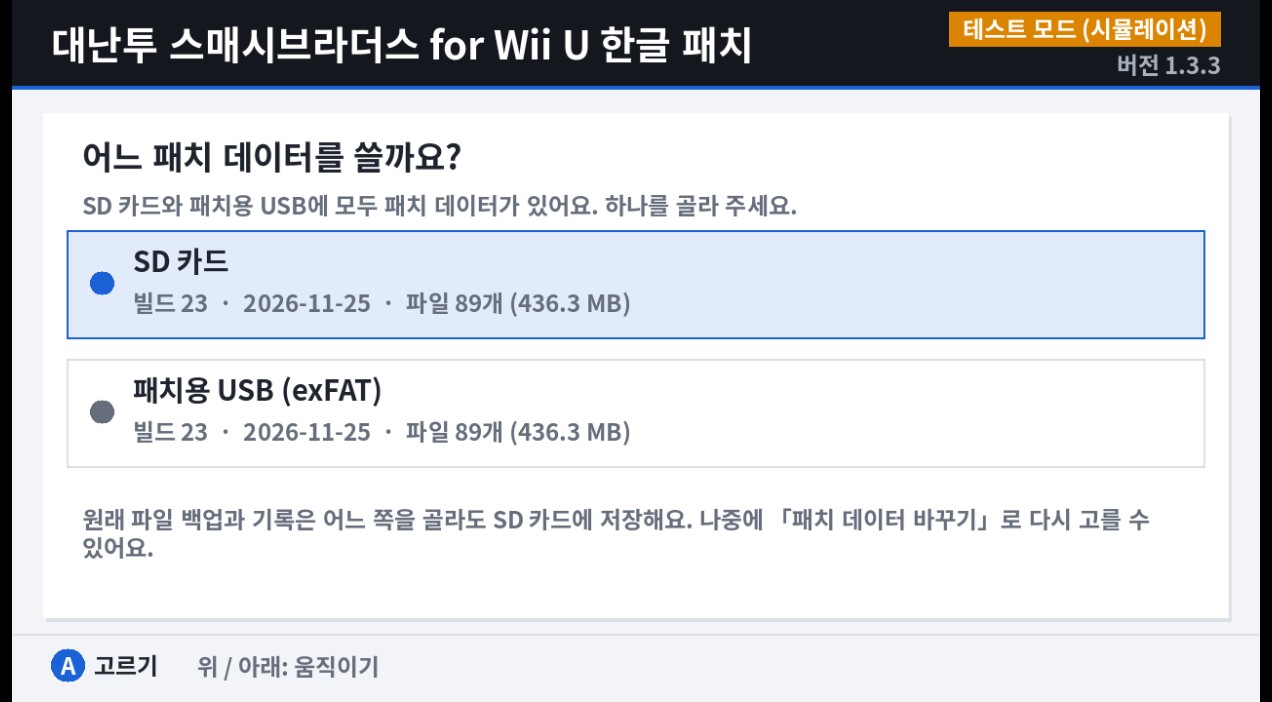 대난투 스매시브라더스 for Wii U 한글 패치
테스트 모드 (시뮬레이션)
버전 1.3.3
어느 패치 데이터를 쓸까요?
SD 카드와 패치용 USB에 모두 패치 데이터가 있어요. 하나를 골라 주세요.
SD 카드
빌드 23 · 2026-11-25 · 파일 89개 (436.3 MB)
패치용 USB (exFAT)
빌드 23 · 2026-11-25 · 파일 89개 (436.3 MB)
원래 파일 백업과 기록은 어느 쪽을 골라도 SD 카드에 저장해요. 나중에 「패치 데이터 바꾸기」로 다시 고를 수
있어요.
A 고르기 위 / 아래: 움직이기